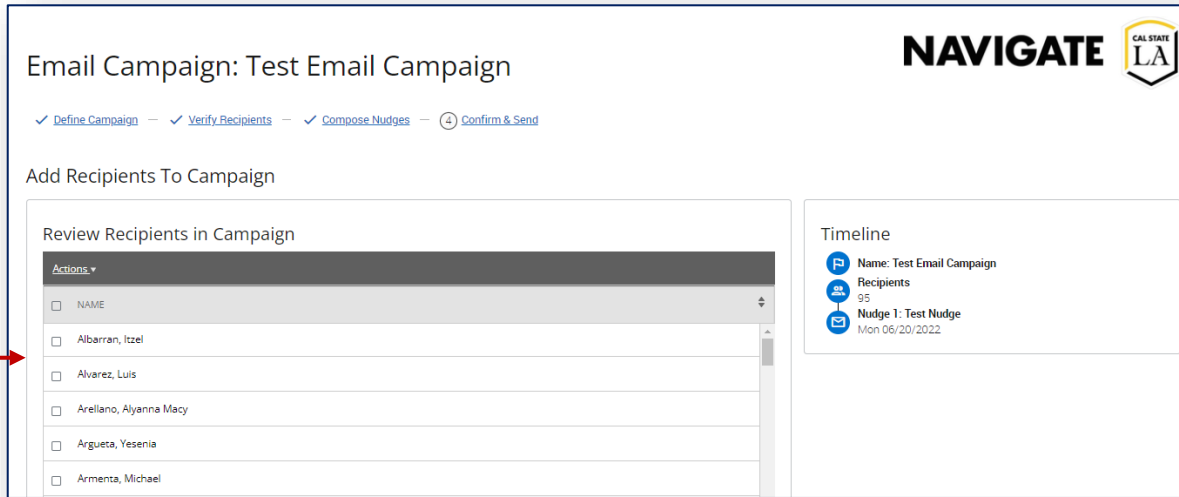 NAVIGATE
CAL STATE
LA
Email Campaign: Test Email Campaign
Define Campaign — Verify Recipients — Compose Nudges — 4 Confirm & Send
Add Recipients To Campaign
Review Recipients in Campaign
Actions
NAME
Albarran, Itzel
Alvarez, Luis
Arellano, Alyanna Macy
Argueta, Yesenia
Armenta, Michael
Timeline
Name: Test Email Campaign
Recipients
95
Nudge 1: Test Nudge
Mon 06/20/2022